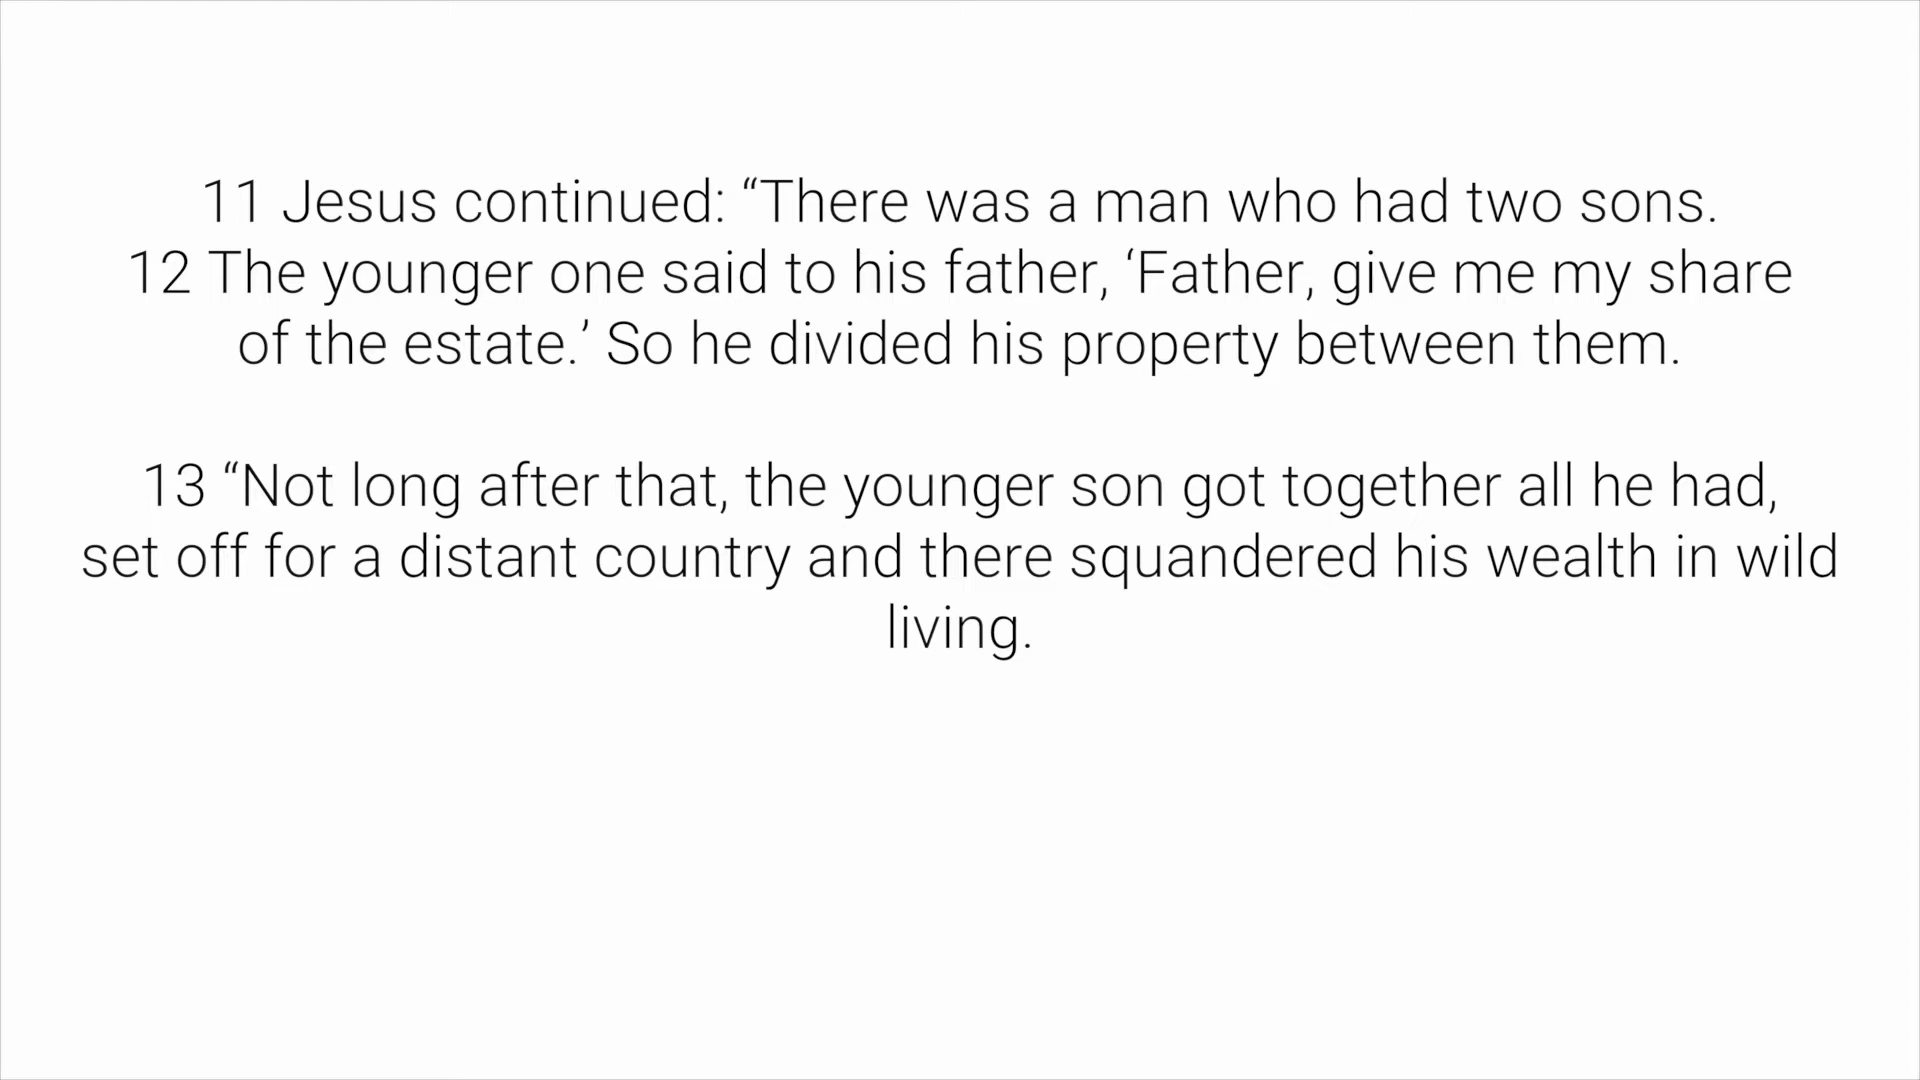 11 Jesus continued: “There was a man who had two sons.
12 The younger one said to his father, ‘Father, give me my share
of the estate.’ So he divided his property between them.
13 “Not long after that, the younger son got together all he had,
set off for a distant country and there squandered his wealth in wild
living.